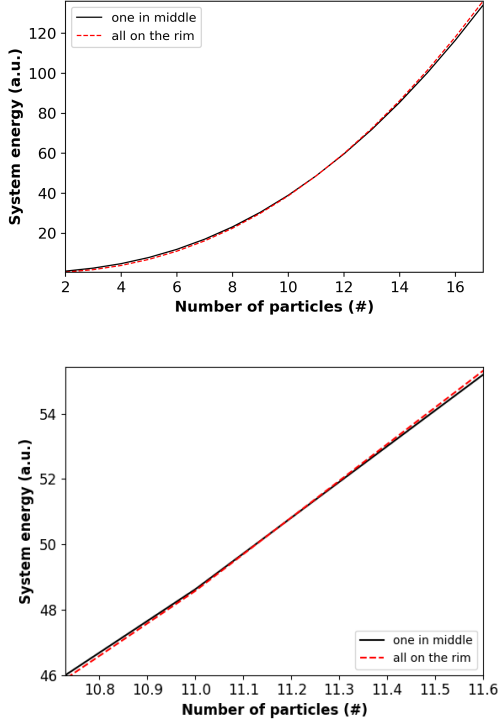 one in middle
all on the rim
System energy (a.u.)
120
100
80
60
40
20
2 4 6 8 10 12 14 16
Number of particles (#)
System energy (a.u.)
54
52
50
48
46
one in middle
all on the rim
10.8 10.9 11.0 11.1 11.2 11.3 11.4 11.5 11.6
Number of particles (#)